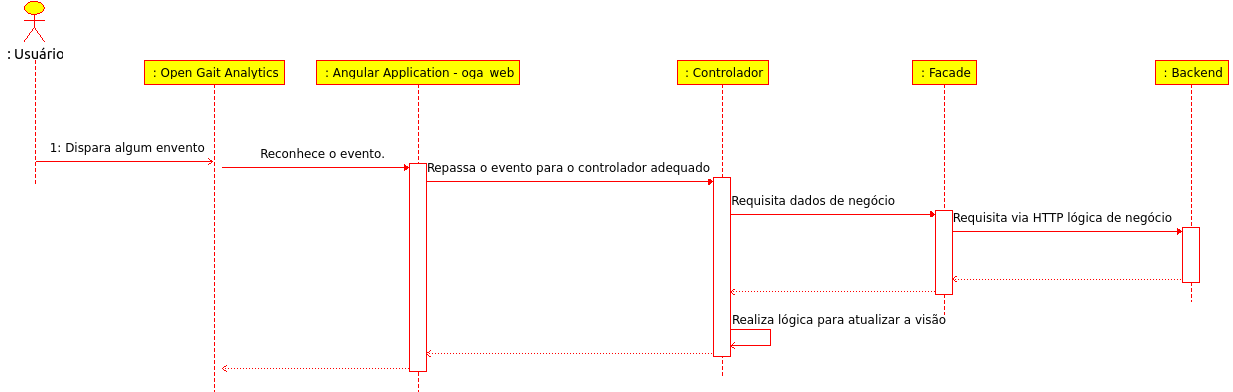 : Usuário
: Open Gait Analytics
: Angular Application - oga_web
: Controlador
: Facade
: Backend
1: Dispara algum envento
Reconhece o evento.
Repassa o evento para o controlador adequado
Requisita dados de negócio
Requisita via HTTP lógica de negócio
Realiza lógica para atualizar a visão